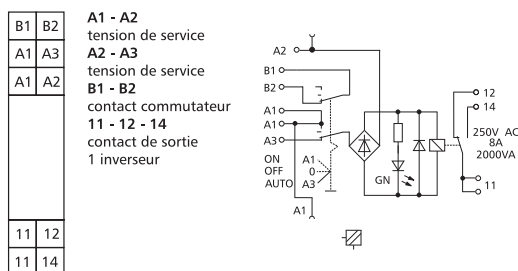 B1 B2
A1 A3
A1 A2
11 12
11 14
A1 - A2
tension de service
A2 - A3
tension de service
B1 - B2
contact commutateur
11 - 12 - 14
contact de sortie
1 inverseur
A2
B1
B2
A1
A1
A3
ON A1
OFF 0
AUTO A3
A1
GN
12
14
250V AC
8A
2000VA
11